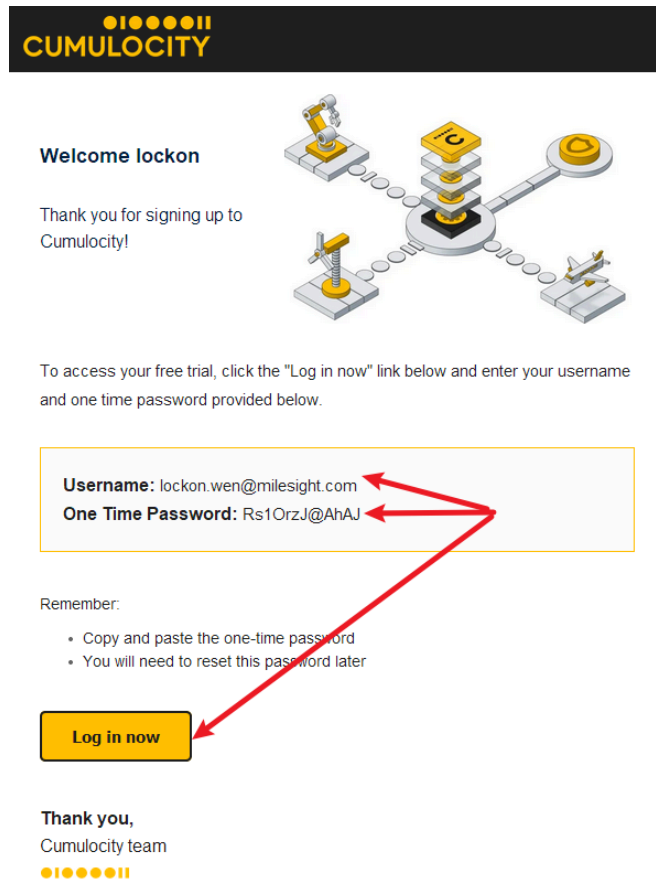 CUMULOCITY
Welcome lockon
Thank you for signing up to
Cumulocity!
To access your free trial, click the "Log in now" link below and enter your username
and one time password provided below.
Username: lockon.wen@milesight.com
One Time Password: Rs1OrzJ@AhAJ
Remember:
• Copy and paste the one-time password
• You will need to reset this password later
Log in now
Thank you,
Cumulocity team